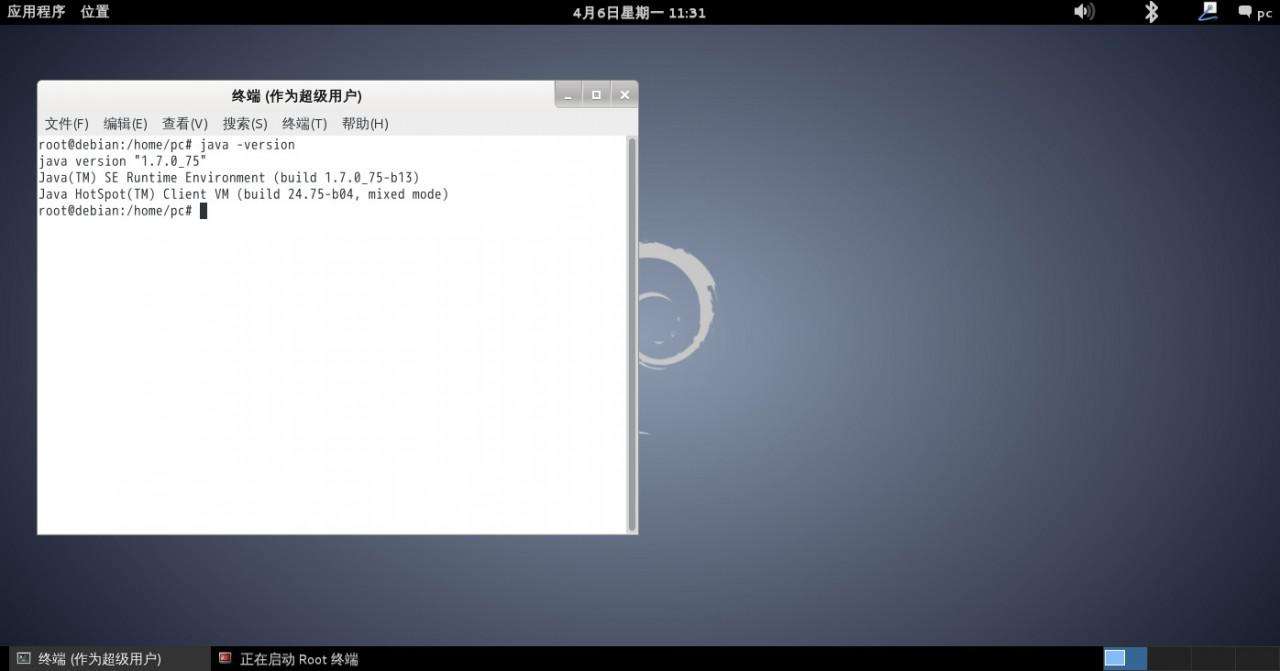 应用程序 位置 4月6日星期一 11:31 pc
终端 (作为超级用户)
文件(F) 编辑(E) 查看(V) 搜索(S) 终端(T) 帮助(H)
root@debian:/home/pc# java -version
java version "1.7.0_75"
Java(TM) SE Runtime Environment (build 1.7.0_75-b13)
Java HotSpot(TM) Client VM (build 24.75-b04, mixed mode)
root@debian:/home/pc#
终端 (作为超级用户) 正在启动 Root 终端